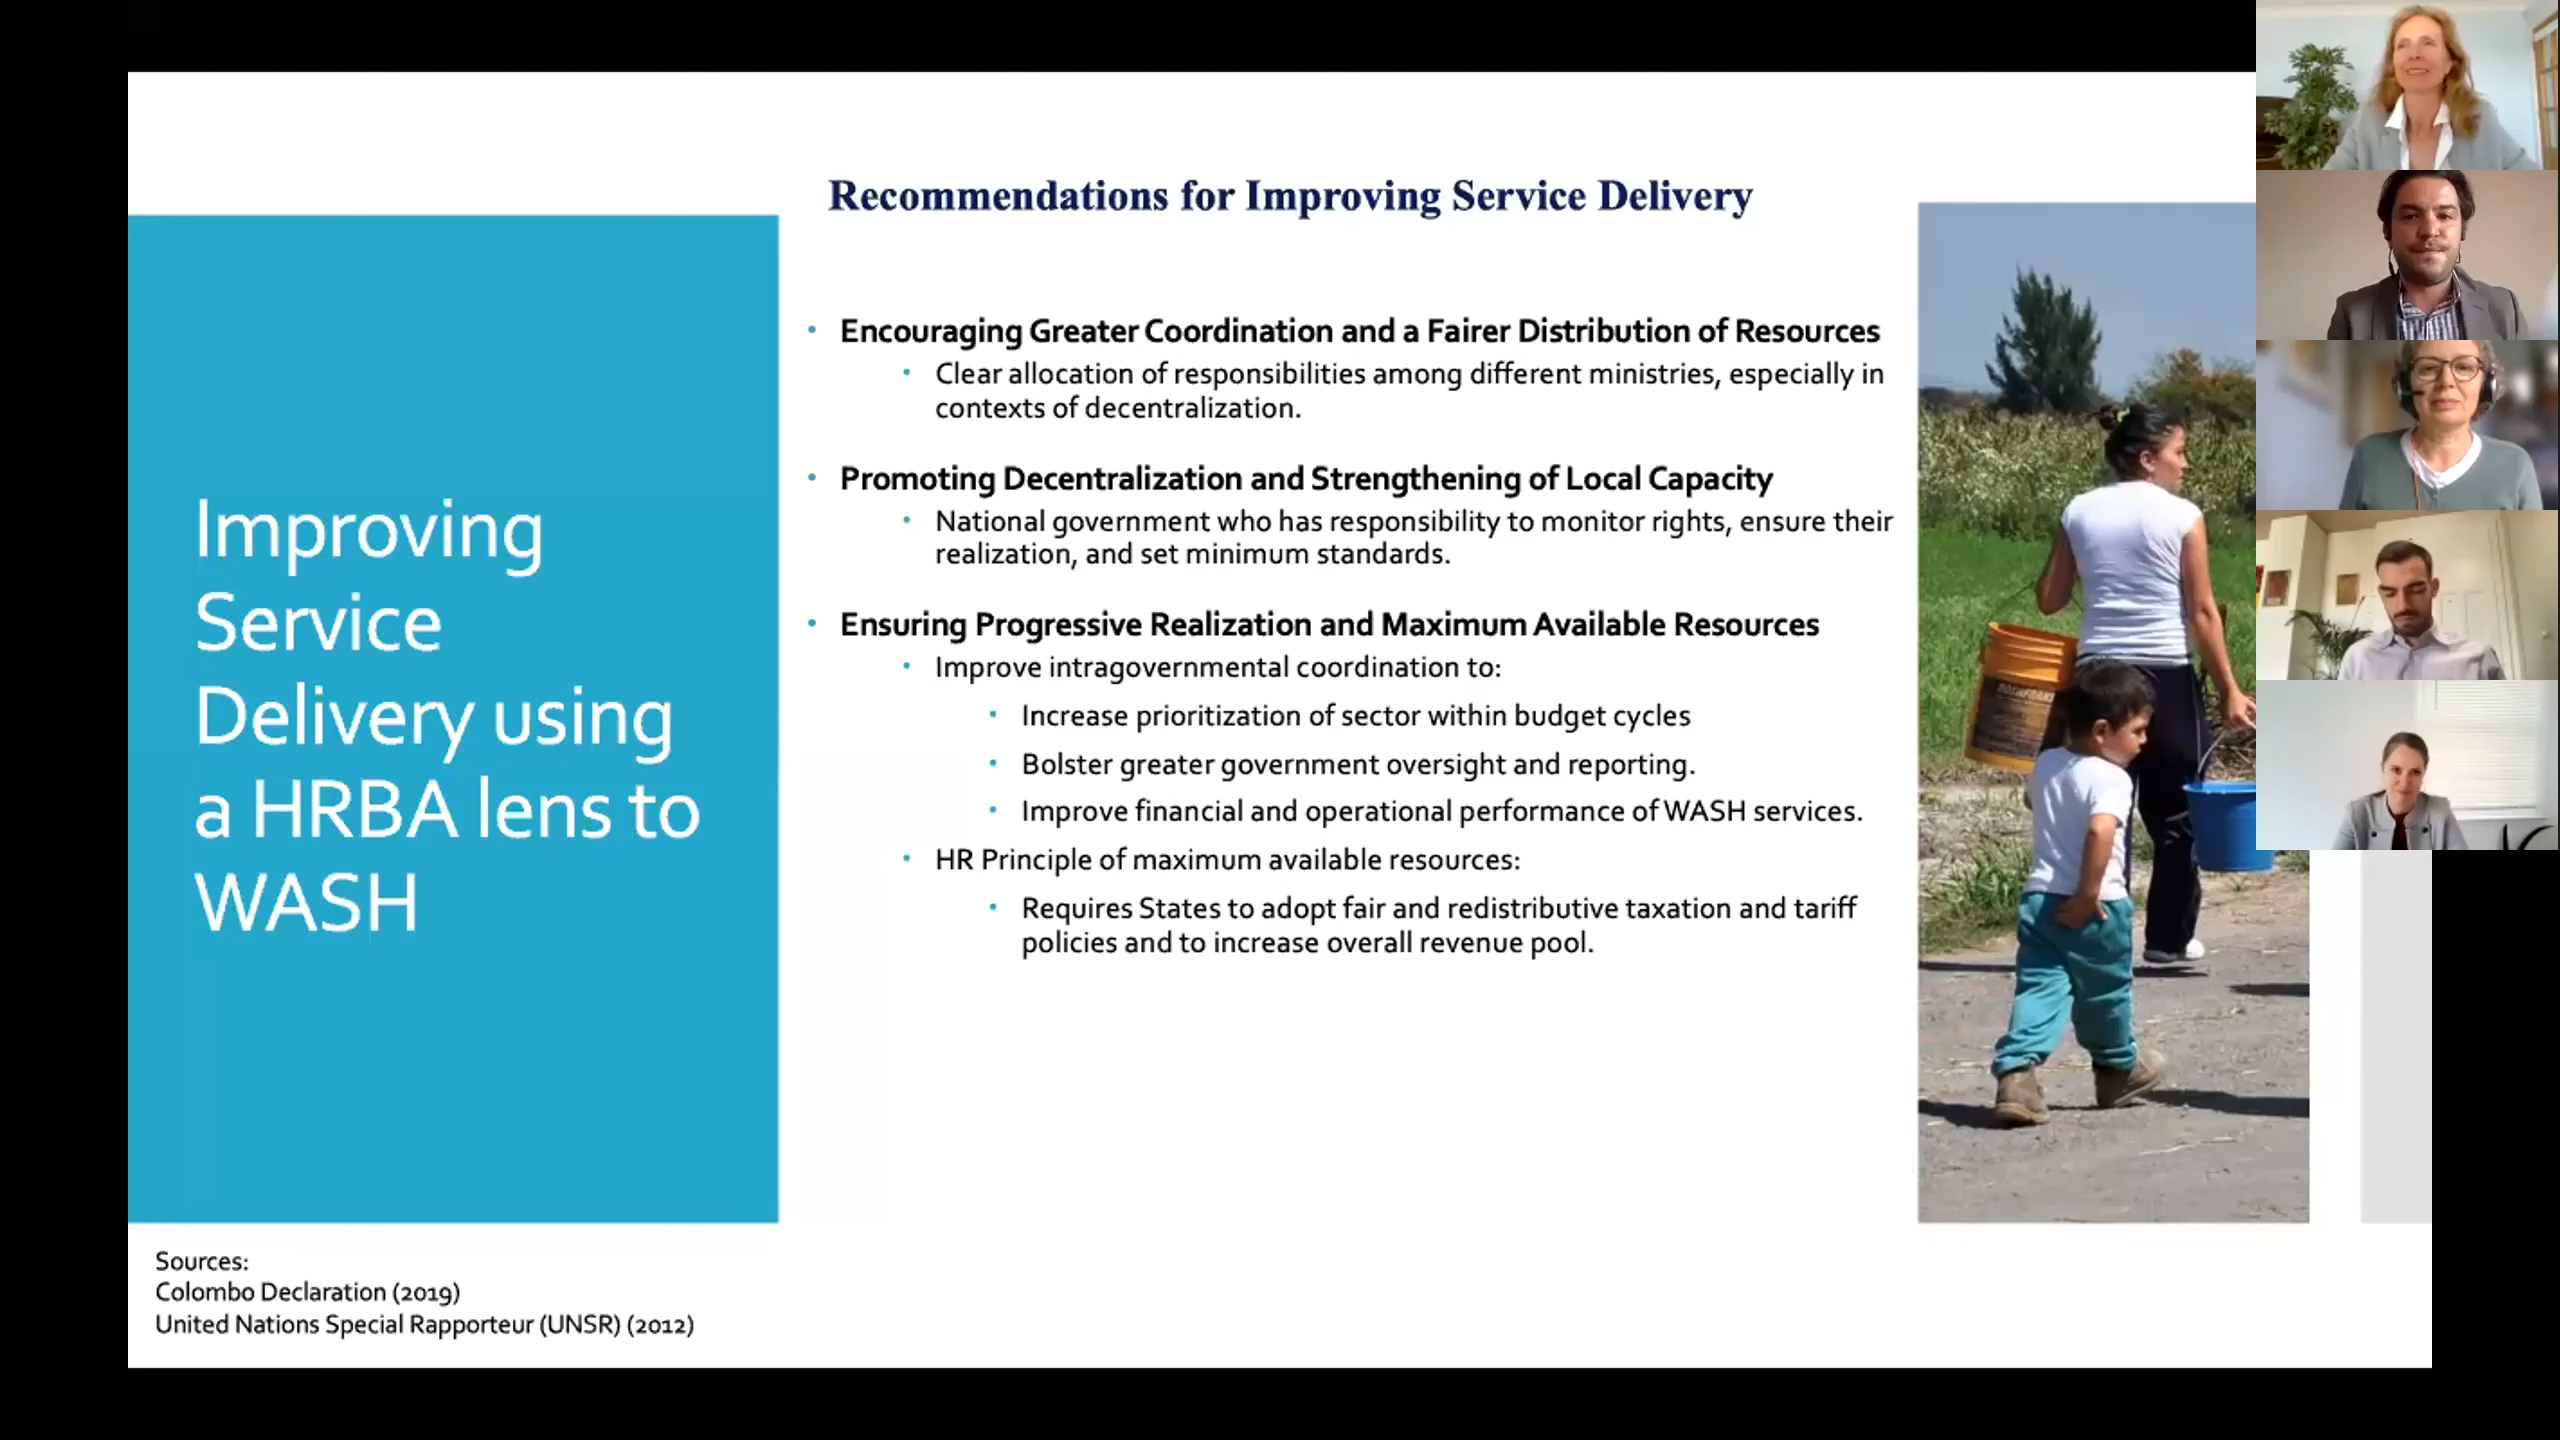 Recommendations for Improving Service Delivery
Improving
Service
Delivery using
a HRBA lens to
WASH
• Encouraging Greater Coordination and a Fairer Distribution of Resources
• Clear allocation of responsibilities among different ministries, especially in
contexts of decentralization.
• Promoting Decentralization and Strengthening of Local Capacity
• National government who has responsibility to monitor rights, ensure their
realization, and set minimum standards.
• Ensuring Progressive Realization and Maximum Available Resources
• Improve intragovernmental coordination to:
• Increase prioritization of sector within budget cycles
• Bolster greater government oversight and reporting.
• Improve financial and operational performance of WASH services.
• HR Principle of maximum available resources:
• Requires States to adopt fair and redistributive taxation and tariff
policies and to increase overall revenue pool.
Sources:
Colombo Declaration (2019)
United Nations Special Rapporteur (UNSR) (2012)